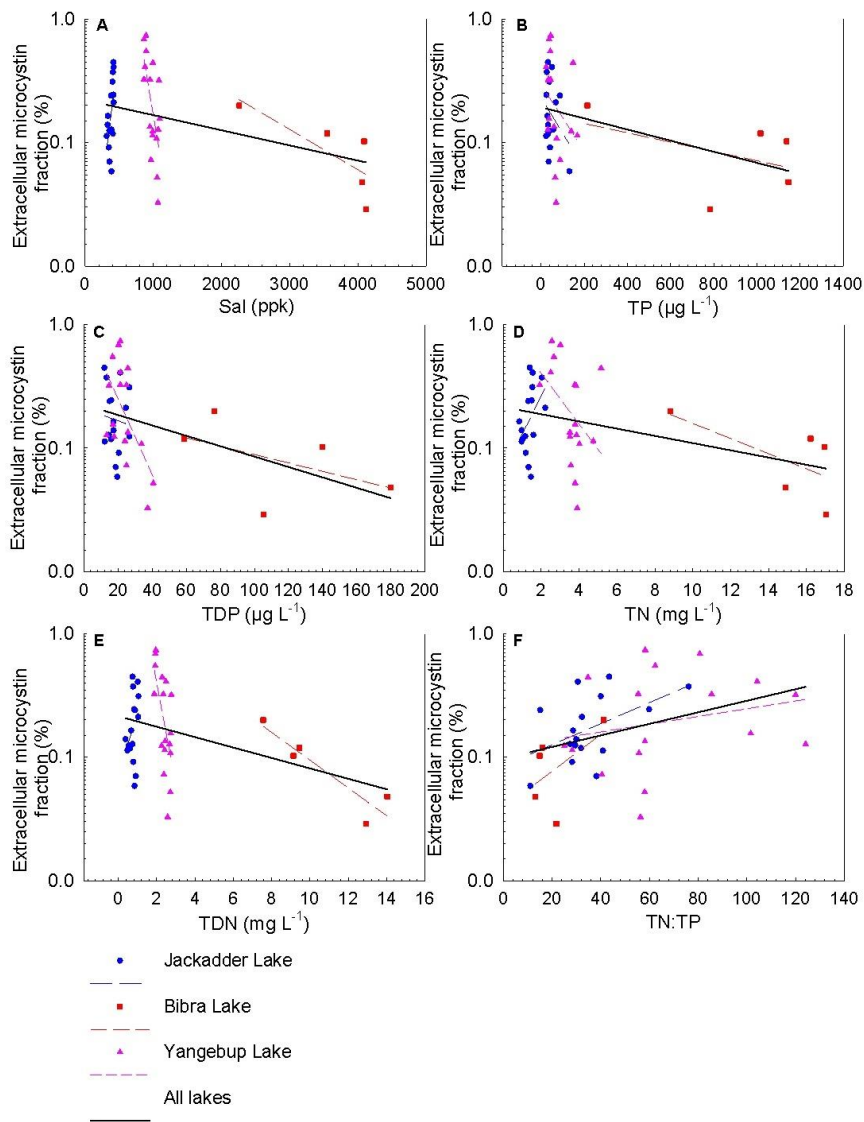 A
1.0
0.1
0.0
Extracellular microcystin
fraction (%)
0 1000 2000 3000 4000 5000
Sal (ppk)
B
1.0
0.1
0.0
Extracellular microcystin
fraction (%)
0 200 400 600 800 1000 1200 1400
TP (µg L⁻¹)
C
1.0
0.1
0.0
Extracellular microcystin
fraction (%)
0 20 40 60 80 100 120 140 160 180 200
TDP (µg L⁻¹)
D
1.0
0.1
0.0
Extracellular microcystin
fraction (%)
0 2 4 6 8 10 12 14 16 18
TN (mg L⁻¹)
E
1.0
0.1
0.0
Extracellular microcystin
fraction (%)
0 2 4 6 8 10 12 14 16
TDN (mg L⁻¹)
F
1.0
0.1
0.0
Extracellular microcystin
fraction (%)
0 20 40 60 80 100 120 140
TN:TP
Jackadder Lake
Bibra Lake
Yangebup Lake
All lakes